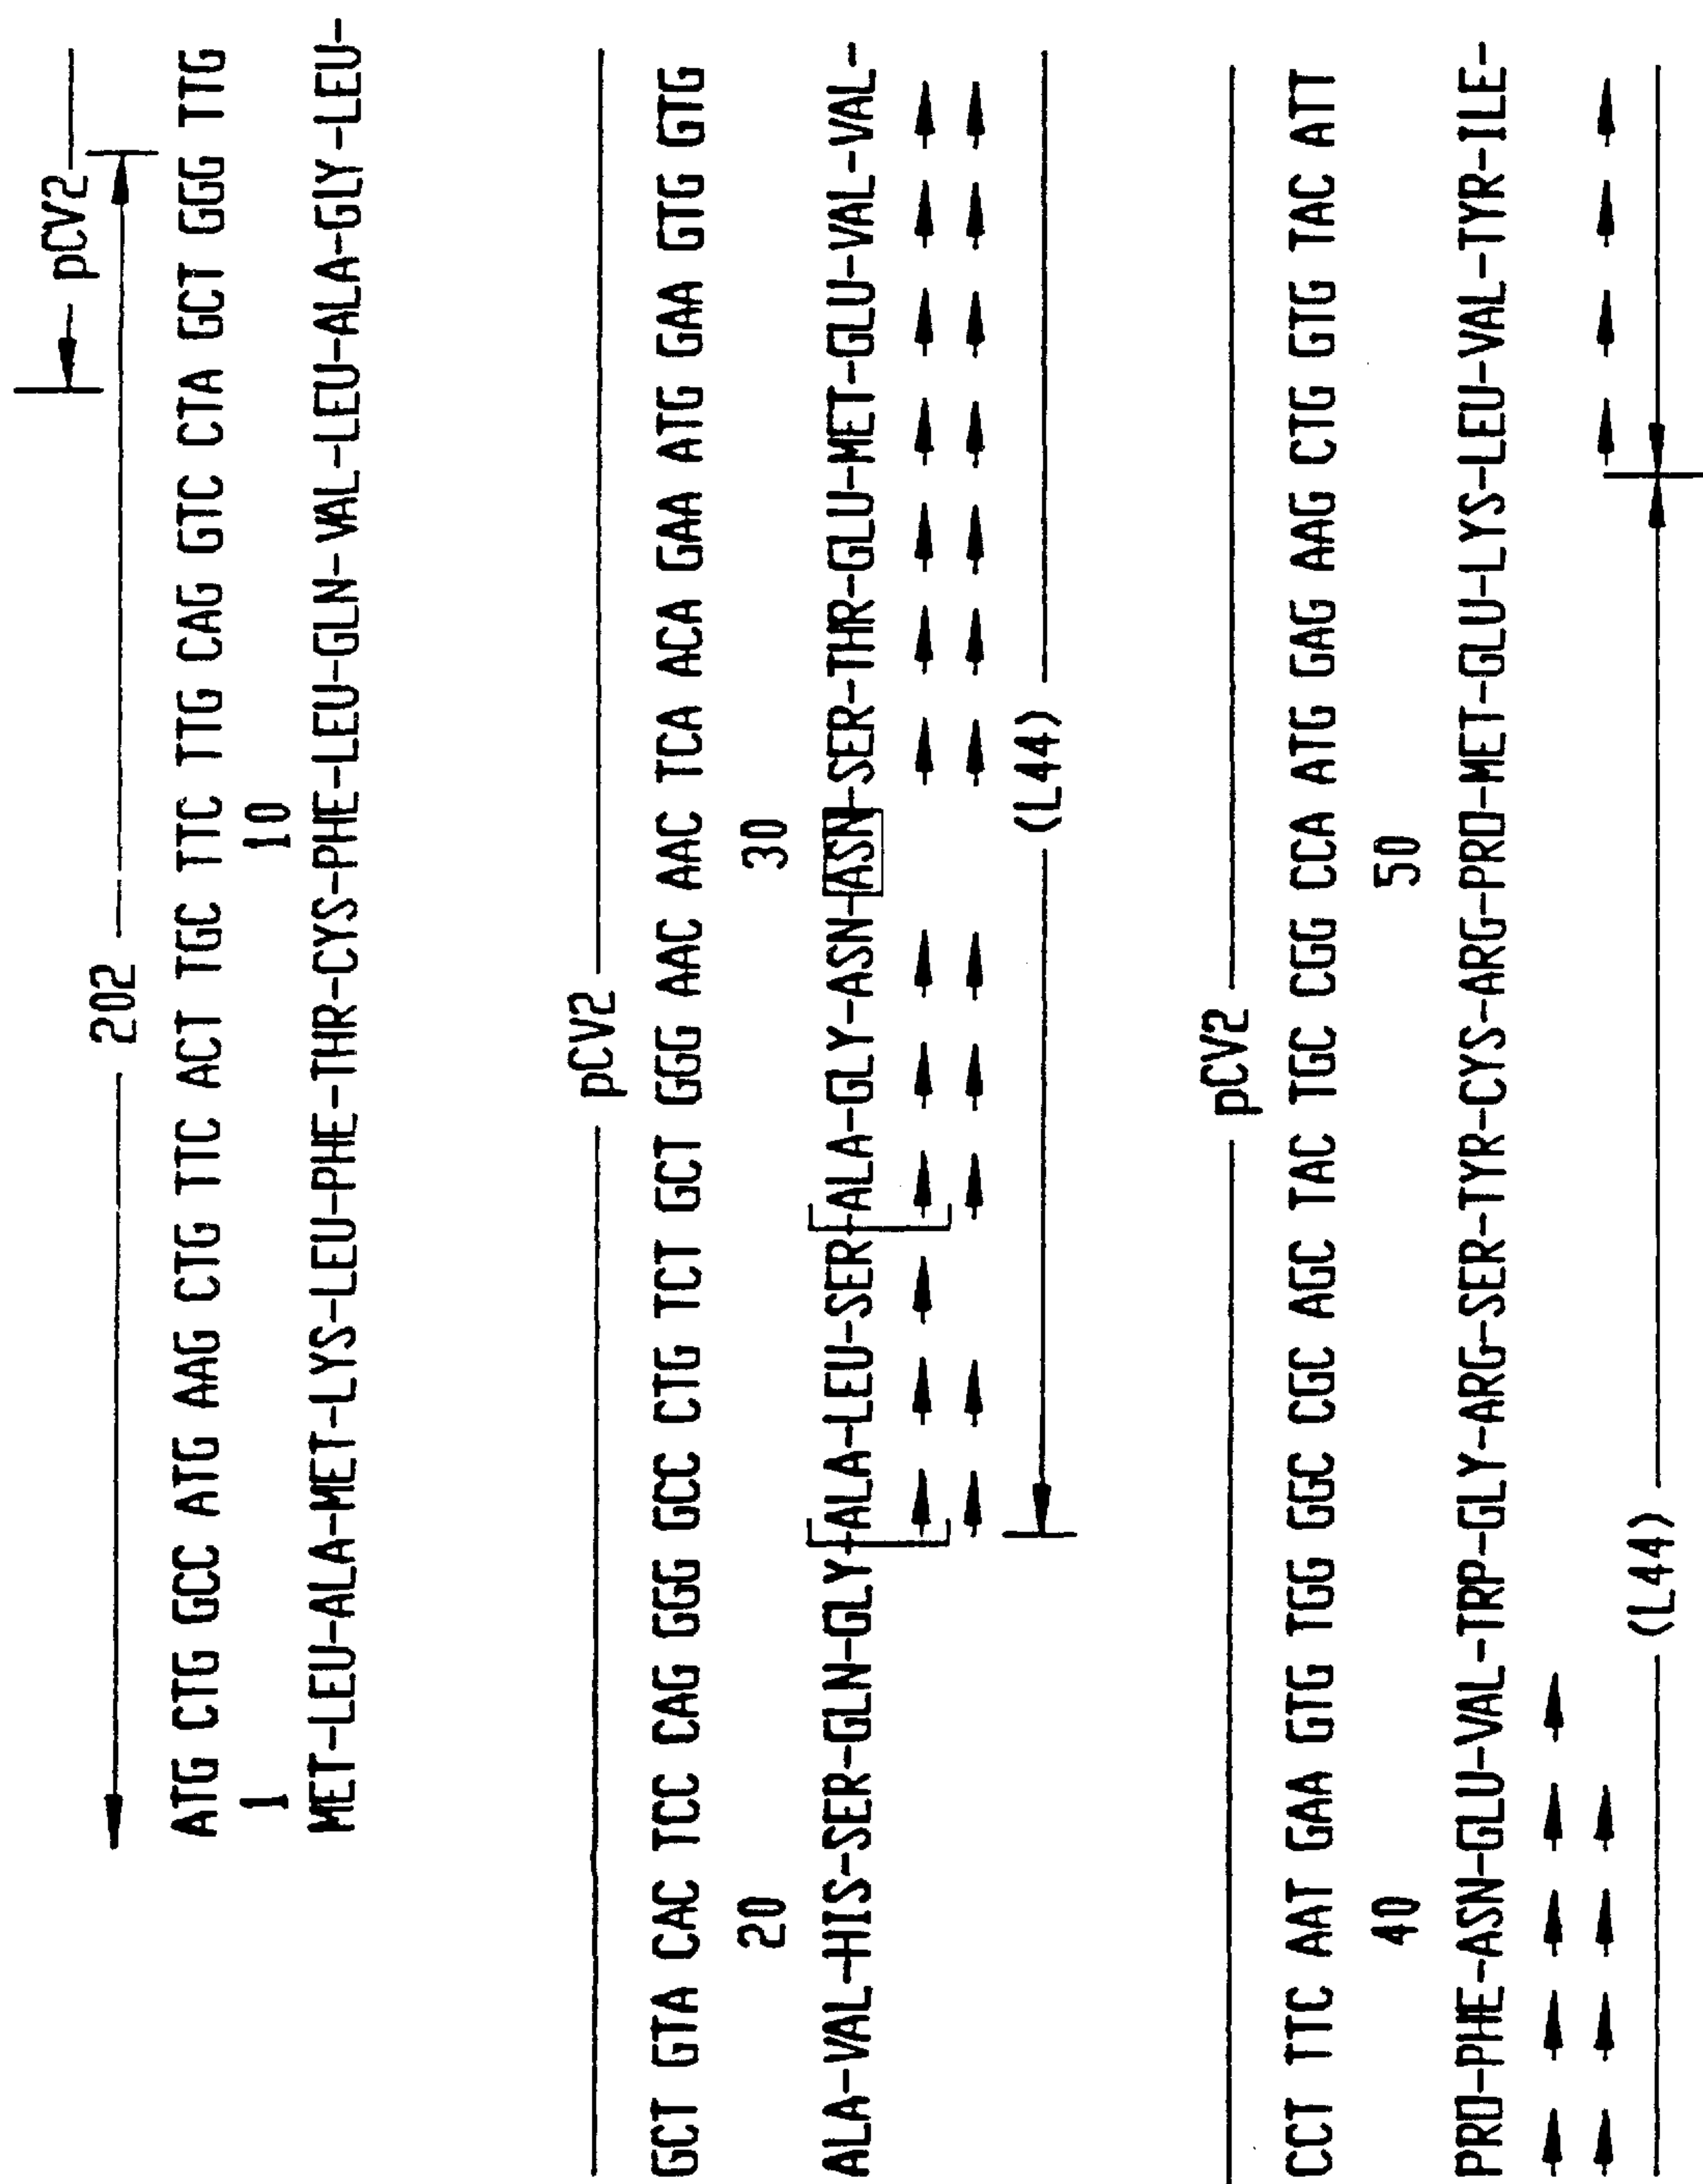 pCV2
202
ATG CTG GCC ATG AAG CTG TTC ACT TGC TTC TTG CAG GTC CTA GCT GGG TTG
1 10
MET-LEU-ALA-MET-LYS-LEU-PHE-THR-CYS-PHE-LEU-GLN-VAL-LEU-ALA-GLY-LEU-
pCV2
GCT GTA CAC TCC CAG GGG GCC CTG TCT GCT GGG AAC AAC TCA ACA GAA ATG GAA GTG GTG
20 30
ALA-VAL-HIS-SER-GLN-GLY-ALA-LEU-SER-ALA-GLY-ASN-ASN-SER-THR-GLU-MET-GLU-VAL-VAL-
(L44)
pCV2
CCT TTC AAT GAA GTG TGG GGC CGC AGC TAC TGC CGG CCA ATG GAG AAG CTG GTG TAC ATT
40 50
PRO-PHE-ASN-GLU-VAL-TRP-GLY-ARG-SER-TYR-CYS-ARG-PRO-MET-GLU-LYS-LEU-VAL-TYR-ILE-
(L44)